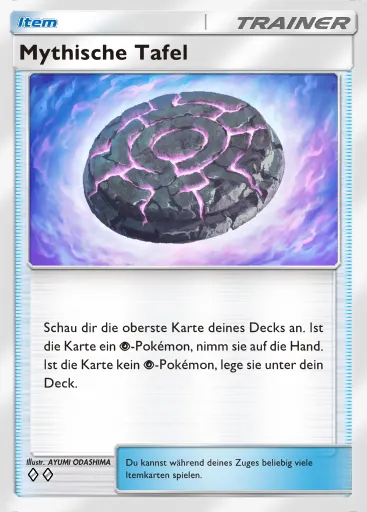 Item
TRAINER
Mythische Tafel
Schau dir die oberste Karte deines Decks an. Ist
die Karte ein -Pokémon, nimm sie auf die Hand.
Ist die Karte kein -Pokémon, lege sie unter dein
Deck.
Illustr. AYUMI ODASHIMA
Du kannst während deines Zuges beliebig viele
Itemkarten spielen.